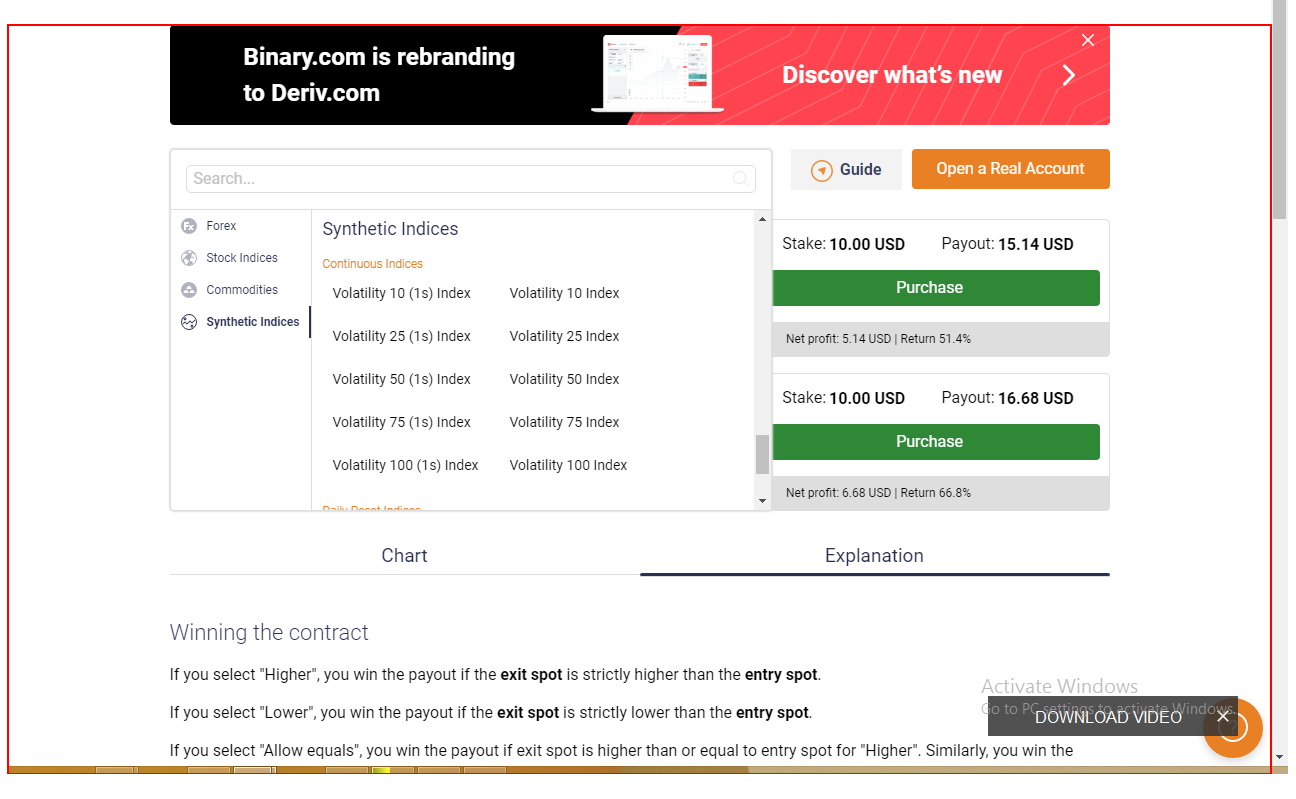 Binary.com is rebranding
to Deriv.com
Discover what's new
Search...
Guide
Open a Real Account
Forex
Stock Indices
Commodities
Synthetic Indices
Synthetic Indices
Continuous Indices
Volatility 10 (1s) Index Volatility 10 Index
Volatility 25 (1s) Index Volatility 25 Index
Volatility 50 (1s) Index Volatility 50 Index
Volatility 75 (1s) Index Volatility 75 Index
Volatility 100 (1s) Index Volatility 100 Index
Daily Reset Indices
Stake: 10.00 USD Payout: 15.14 USD
Purchase
Net profit: 5.14 USD | Return 51.4%
Stake: 10.00 USD Payout: 16.68 USD
Purchase
Net profit: 6.68 USD | Return 66.8%
Chart Explanation
Winning the contract
If you select "Higher", you win the payout if the exit spot is strictly higher than the entry spot.
If you select "Lower", you win the payout if the exit spot is strictly lower than the entry spot.
If you select "Allow equals", you win the payout if exit spot is higher than or equal to entry spot for "Higher". Similarly, you win the
Activate Windows
Go to PC settings to activate Windows.
DOWNLOAD VIDEO